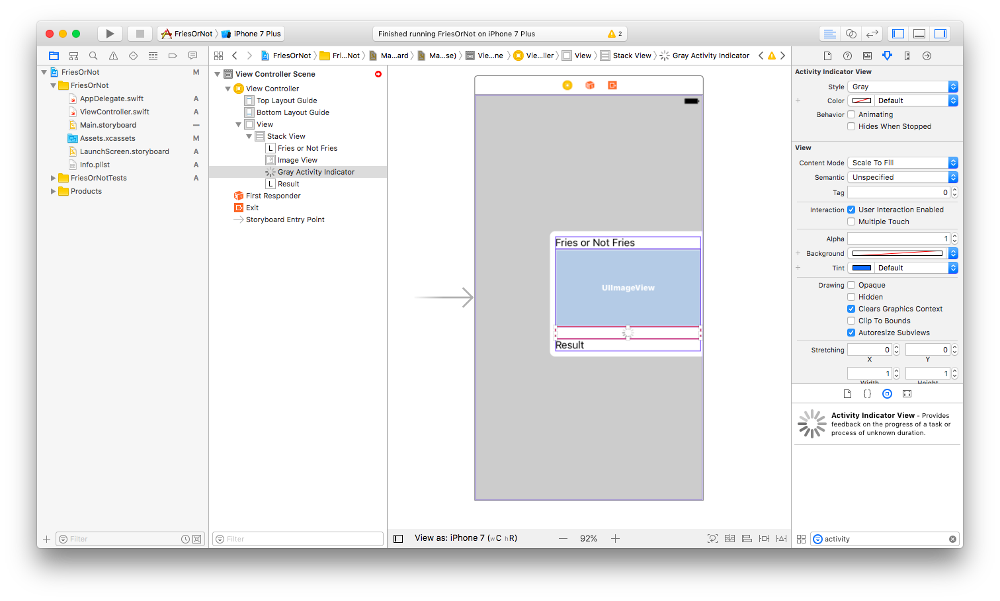 FriesOrNot
iPhone 7 Plus
Finished running FriesOrNot on iPhone 7 Plus
2
FriesOrNot
Fri...Not
Ma...ard
Ma...se)
Vie...ne
Vie...ller
View
Stack View
Gray Activity Indicator
FriesOrNot
M
FriesOrNot
AppDelegate.swift
A
ViewController.swift
A
Main.storyboard
Assets.xcassets
M
LaunchScreen.storyboard
A
Info.plist
A
FriesOrNotTests
A
Products
Filter
View Controller Scene
View Controller
Top Layout Guide
Bottom Layout Guide
View
Stack View
L Fries or Not Fries
Image View
Gray Activity Indicator
L Result
First Responder
Exit
Storyboard Entry Point
Filter
Fries or Not Fries
UIImageView
Result
View as: iPhone 7 (wC hR)
92%
Activity Indicator View
Style Gray
Color Default
Behavior Animating
Hides When Stopped
View
Content Mode Scale To Fill
Semantic Unspecified
Tag 0
Interaction User Interaction Enabled
Multiple Touch
Alpha 1
Background
Tint Default
Drawing Opaque
Hidden
Clears Graphics Context
Clip To Bounds
Autoresize Subviews
Stretching 0 0
X Y
1 1
Width Height
{}
Activity Indicator View - Provides
feedback on the progress of a task or
process of unknown duration.
activity